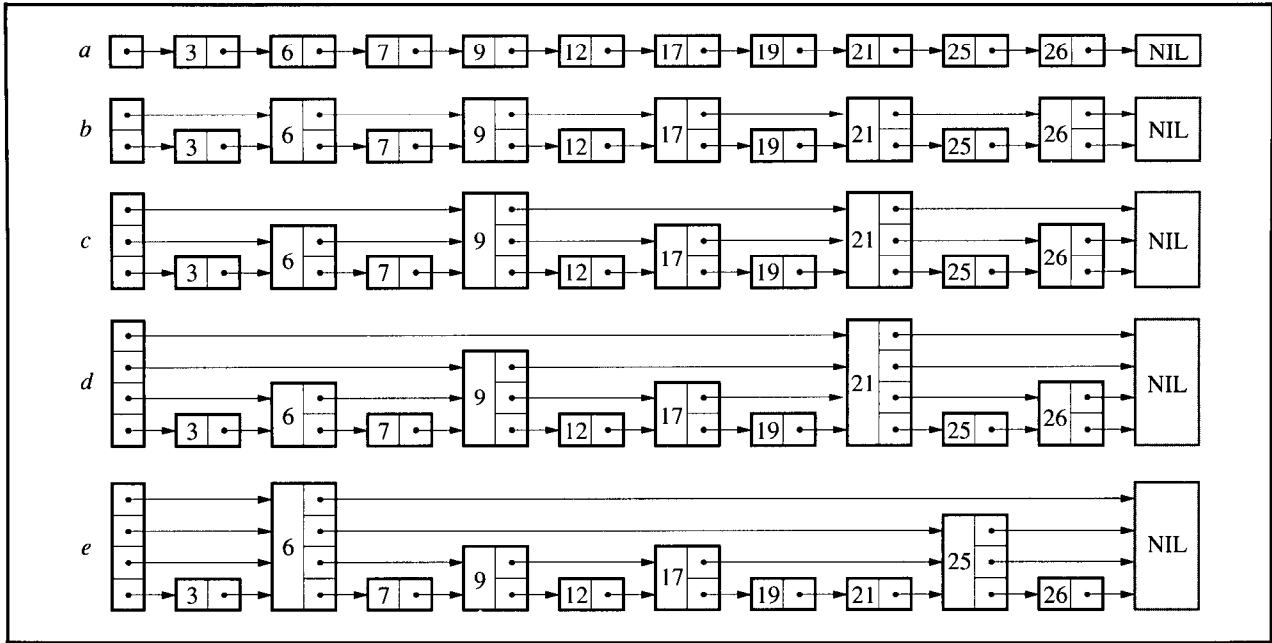 a 3 6 7 9 12 17 19 21 25 26 NIL
b 3 6 7 9 12 17 19 21 25 26 NIL
c 3 6 7 9 12 17 19 21 25 26 NIL
d 3 6 7 9 12 17 19 21 25 26 NIL
e 3 6 7 9 12 17 19 21 25 26 NIL